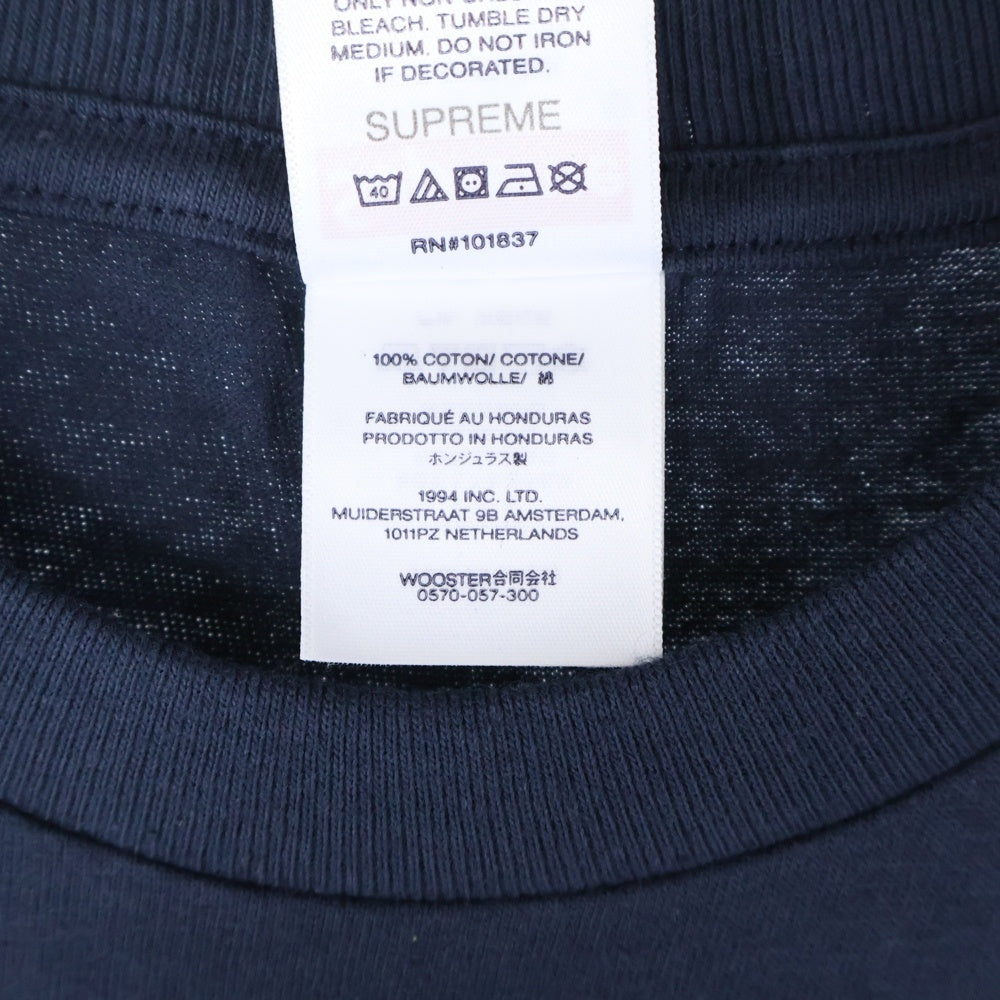 ONLY NON
BLEACH. TUMBLE DRY
MEDIUM. DO NOT IRON
IF DECORATED.
SUPREME
40
RN#101837
100% COTON/ COTONE/
BAUMWOLLE/ 綿
FABRIQUÉ AU HONDURAS
PRODOTTO IN HONDURAS
ホンジュラス製
1994 INC. LTD.
MUIDERSTRAAT 9B AMSTERDAM,
1011PZ NETHERLANDS
WOOSTER合同会社
0570-057-300